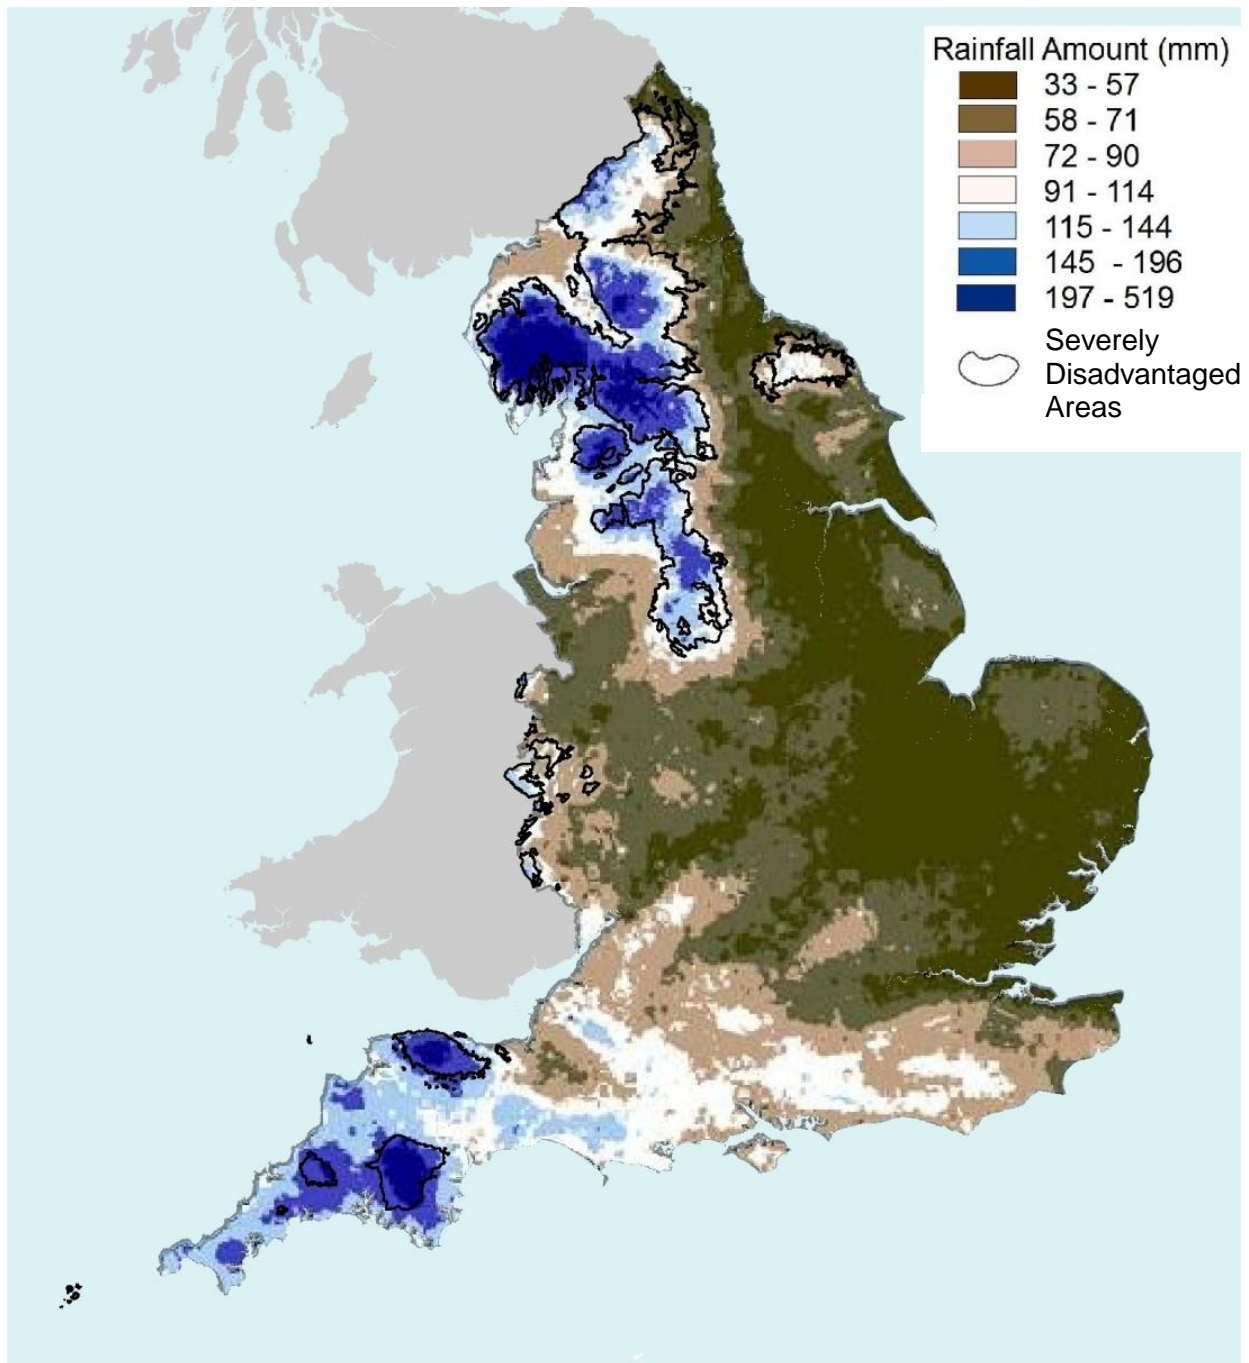 Rainfall Amount (mm)
33 - 57
58 - 71
72 - 90
91 - 114
115 - 144
145 - 196
197 - 519
Severely
Disadvantaged
Areas